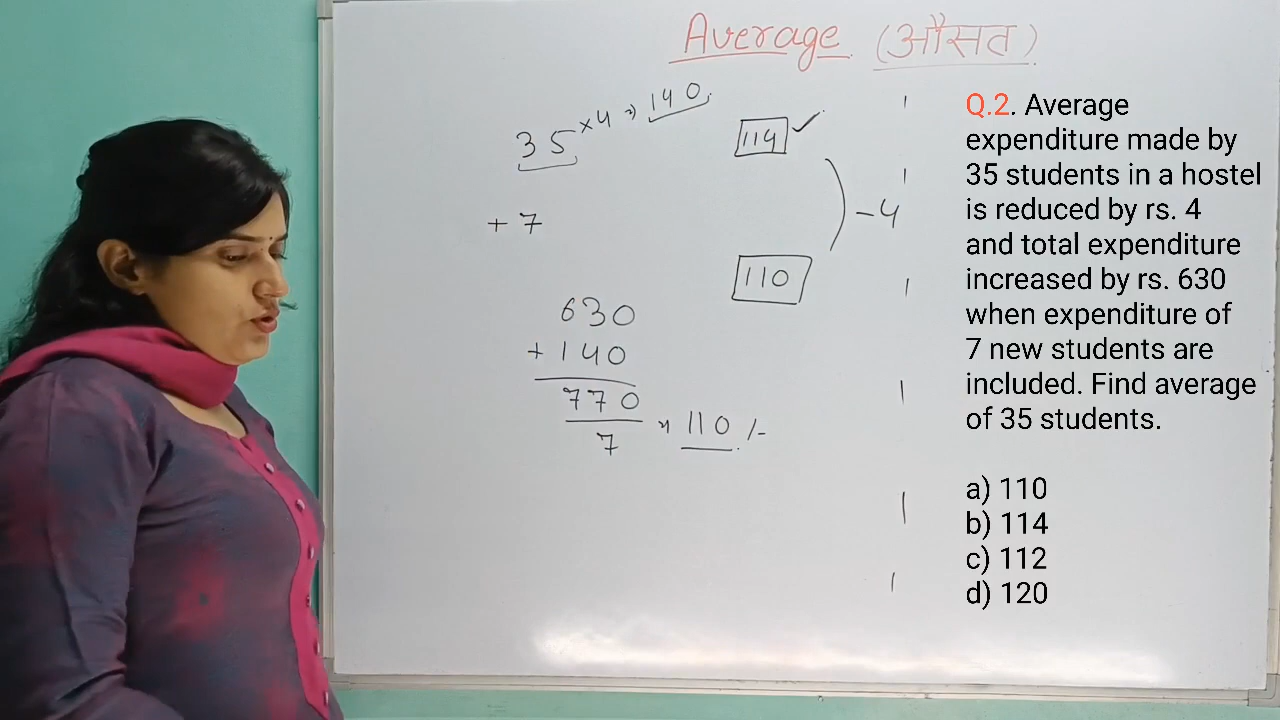 Average (औसत)
35 ×4 ⇒ 140
114 ✓
+ 7
- 4
110
630
+ 140
770
7
110 /-
Q.2. Average
expenditure made by
35 students in a hostel
is reduced by rs. 4
and total expenditure
increased by rs. 630
when expenditure of
7 new students are
included. Find average
of 35 students.
a) 110
b) 114
c) 112
d) 120